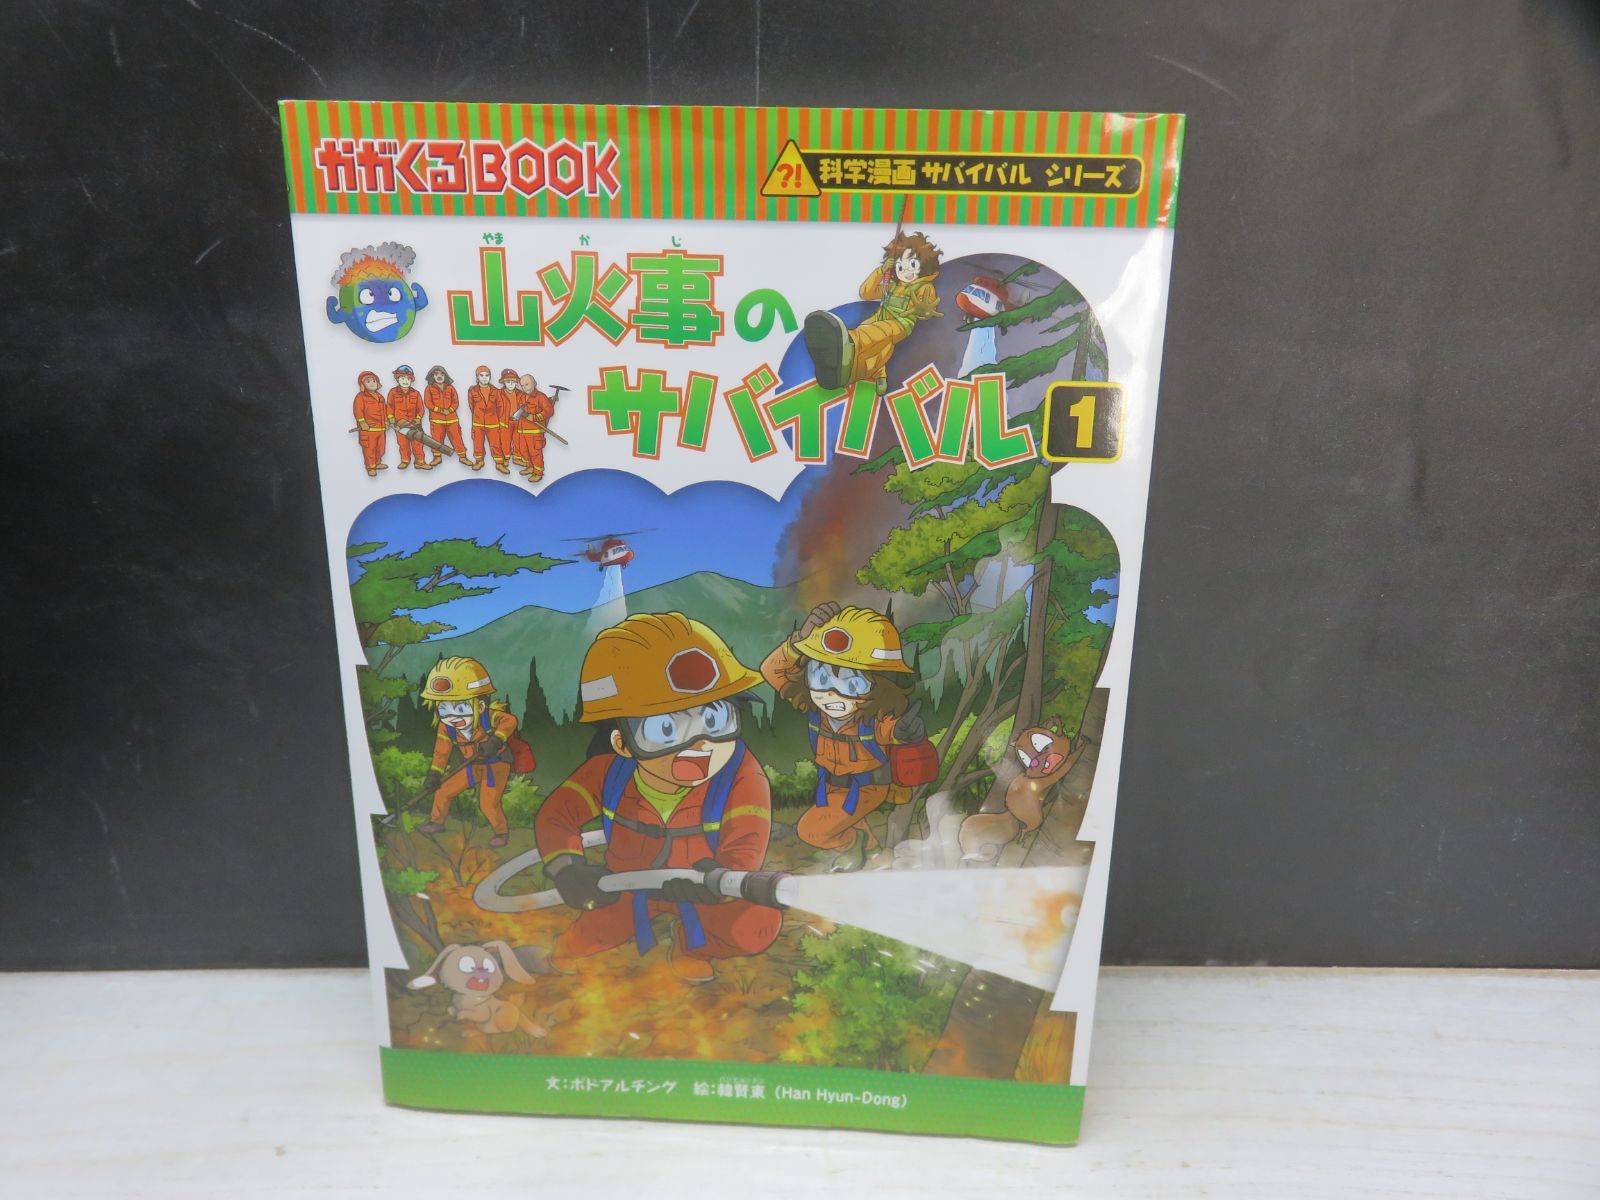 かがくるBOOK
?! 科学漫画 サバイバル シリーズ
やま か じ
山火事の
サバイバル 1
文:ポドアルチング 絵:韓賢東 (Han Hyun-Dong)